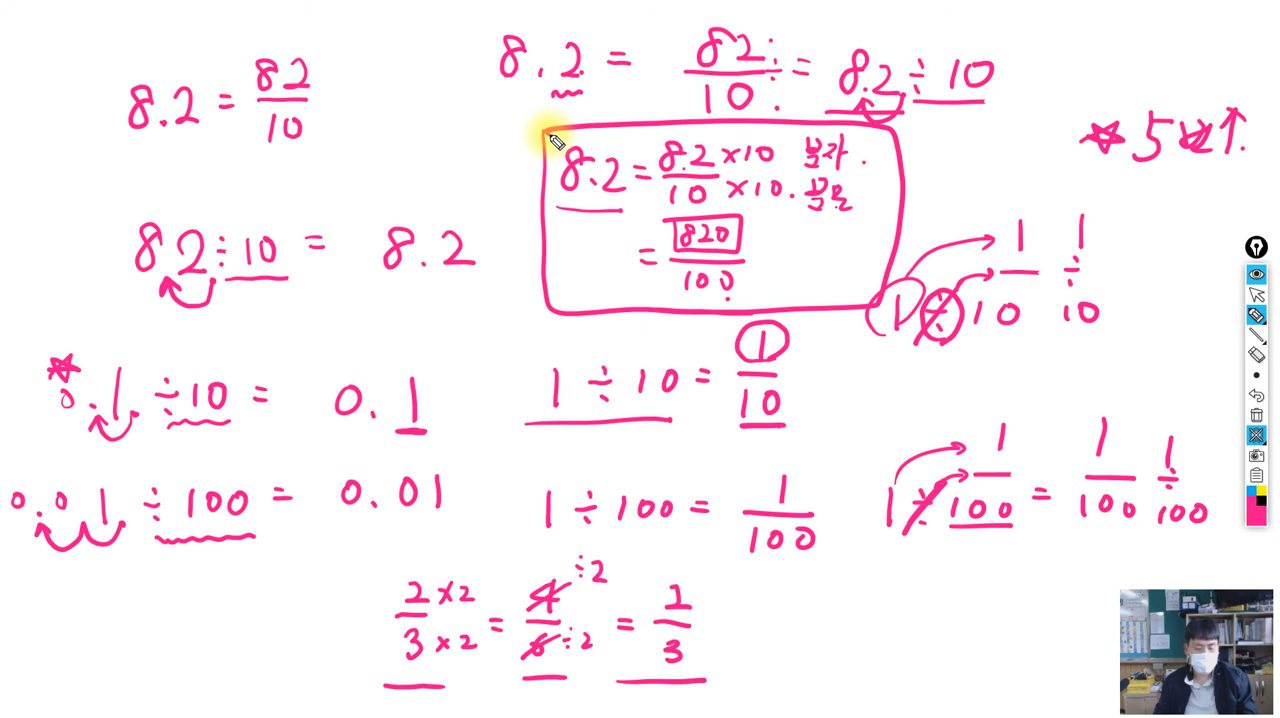 8.2 = 82/10
8.2 = 82/10 = 82 ÷ 10
8.2 = 82×10 / 10×10. 분자. 분모
= 820/100
5 ↑.
82 ÷ 10 = 8.2
1 ÷ 10
1/10
1 ÷ 10
0.1 ÷ 10 = 0.1
1 ÷ 10 = 1/10
0.01 ÷ 100 = 0.01
1 ÷ 100 = 1/100
1 ÷ 100 = 1/100
1 ÷ 100
2×2 / 3×2 = 4÷2 / 6÷2 = 2/3